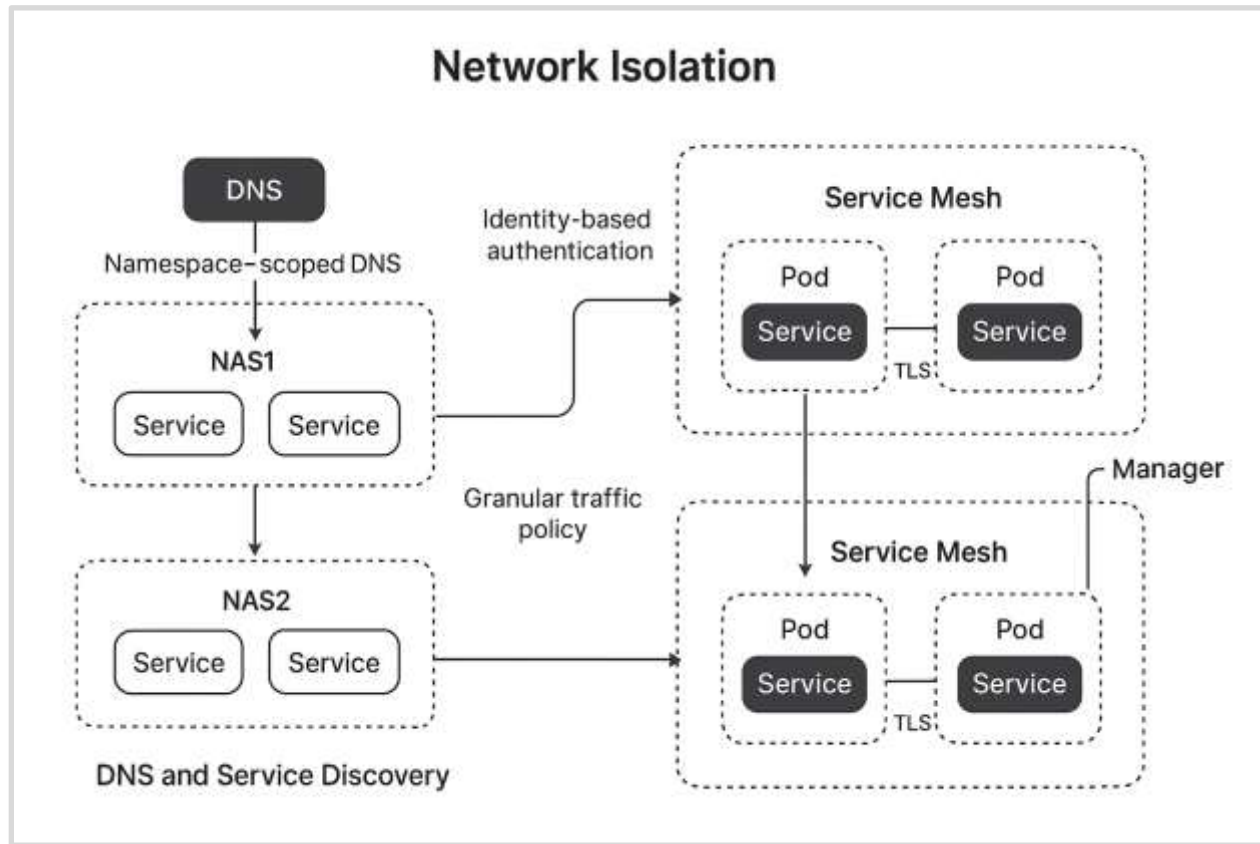 Network Isolation
DNS
Namespace-scoped DNS
NAS1
Service Service
NAS2
Service Service
DNS and Service Discovery
Identity-based
authentication
Granular traffic
policy
Service Mesh
Pod Pod
Service Service
TLS
Manager
Service Mesh
Pod Pod
Service Service
TLS